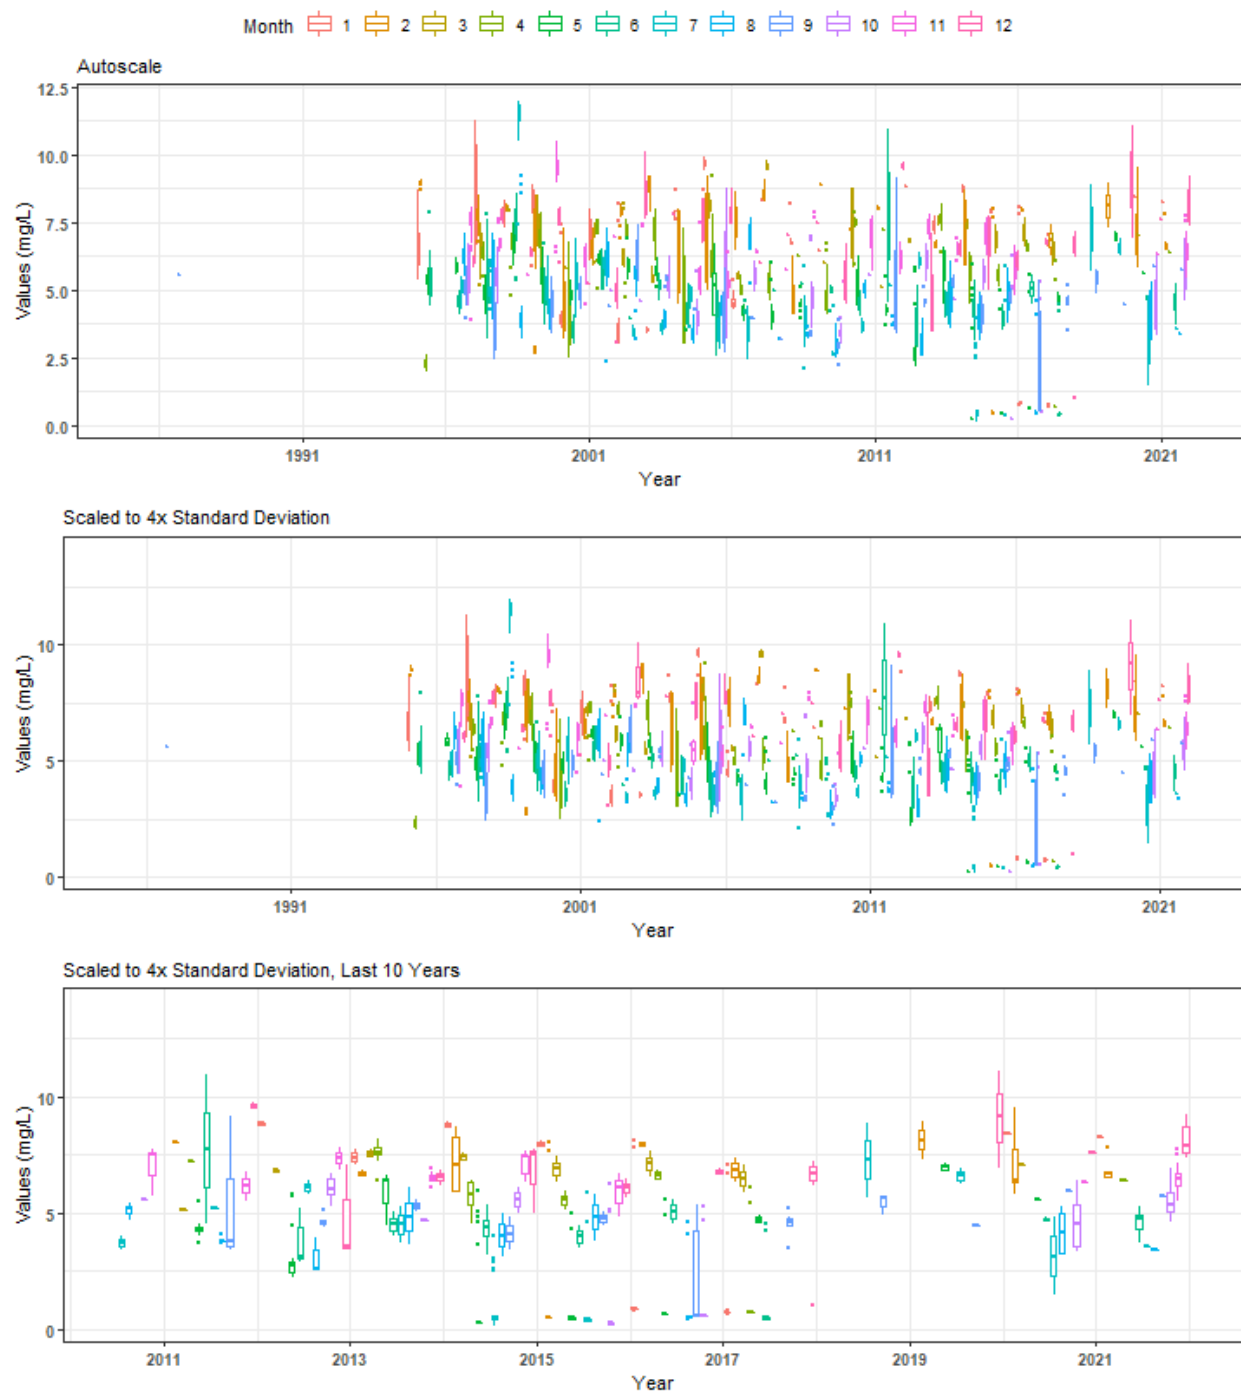 Month 1 2 3 4 5 6 7 8 9 10 11 12
Autoscale
12.5
10.0
7.5
5.0
2.5
0.0
Values (mg/L)
1991 2001 2011 2021
Year
Scaled to 4x Standard Deviation
10
5
0
Values (mg/L)
1991 2001 2011 2021
Year
Scaled to 4x Standard Deviation, Last 10 Years
10
5
0
Values (mg/L)
2011 2013 2015 2017 2019 2021
Year